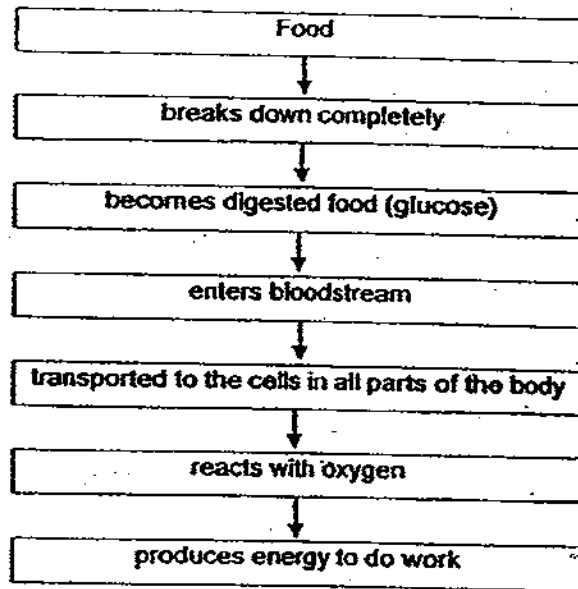 Food
breaks down completely
becomes digested food (glucose)
enters bloodstream
transported to the cells in all parts of the body
reacts with oxygen
produces energy to do work